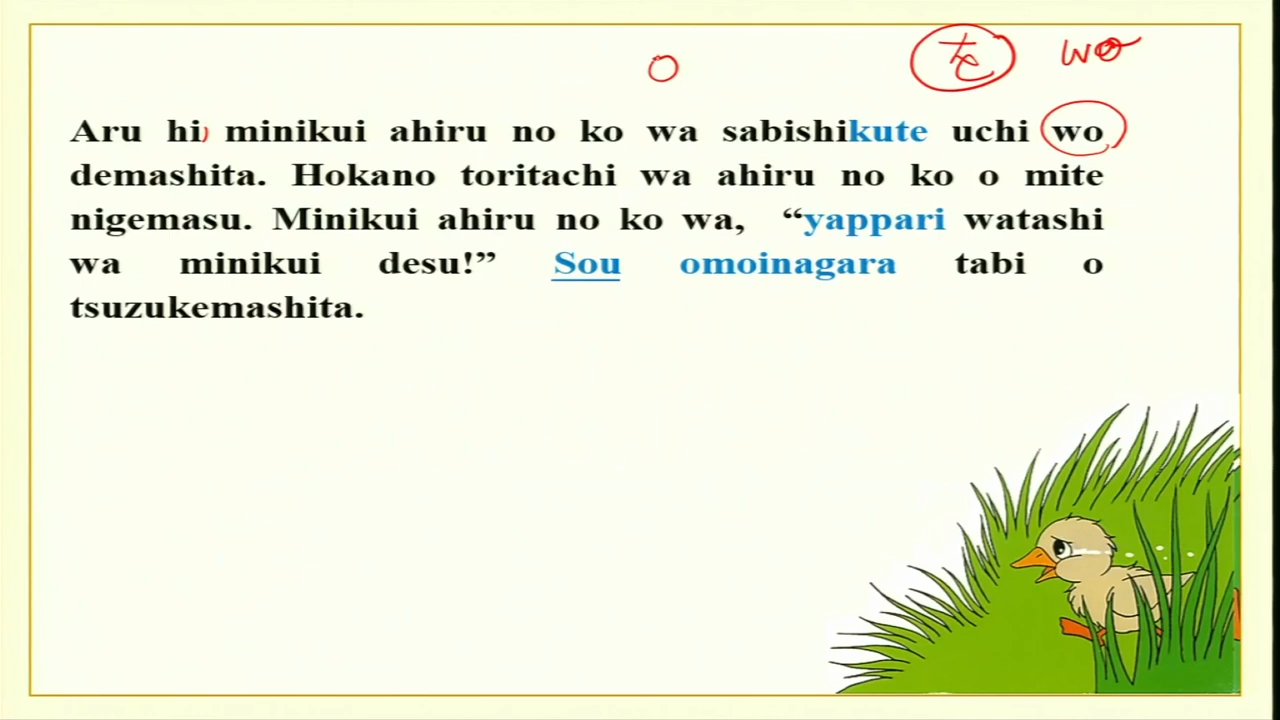 o を wo
Aru hi, minikui ahiru no ko wa sabishikute uchi wo
demashita. Hokano toritachi wa ahiru no ko o mite
nigemasu. Minikui ahiru no ko wa, “yappari watashi
wa minikui desu!” Sou omoinagara tabi o
tsuzukemashita.